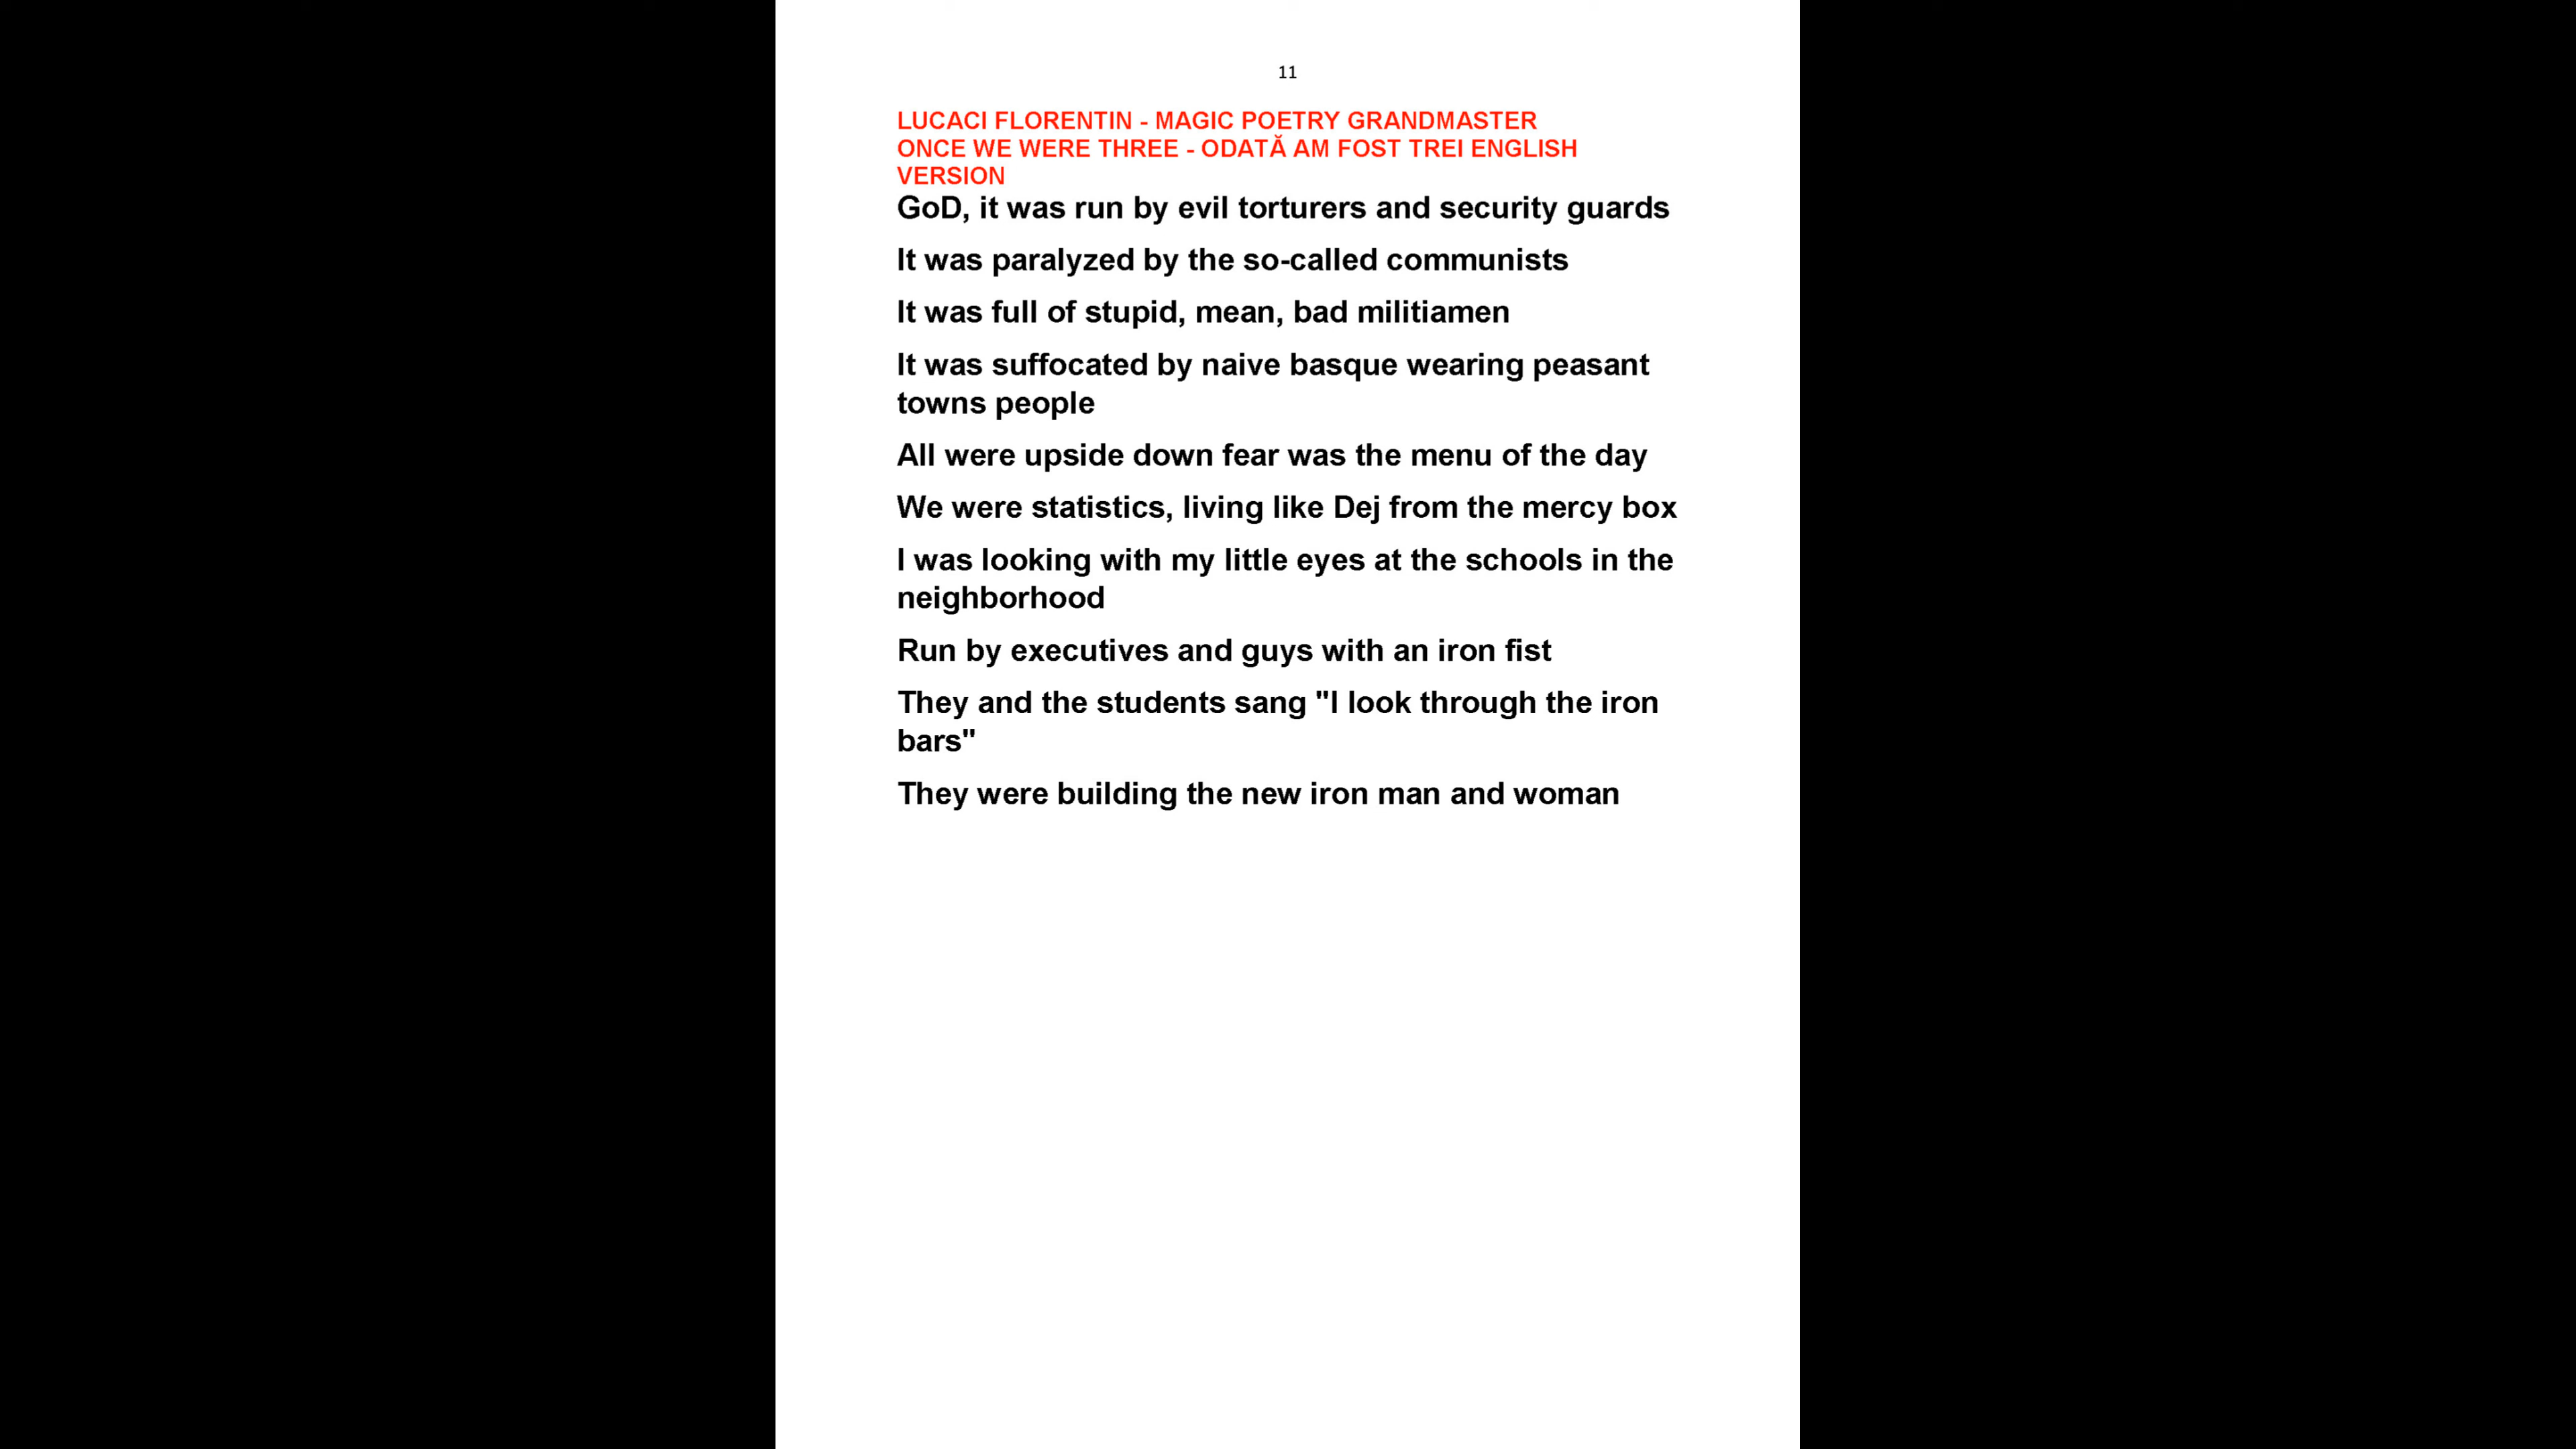 11
LUCACI FLORENTIN - MAGIC POETRY GRANDMASTER
ONCE WE WERE THREE - ODATĂ AM FOST TREI ENGLISH
VERSION
GoD, it was run by evil torturers and security guards
It was paralyzed by the so-called communists
It was full of stupid, mean, bad militiamen
It was suffocated by naive basque wearing peasant
towns people
All were upside down fear was the menu of the day
We were statistics, living like Dej from the mercy box
I was looking with my little eyes at the schools in the
neighborhood
Run by executives and guys with an iron fist
They and the students sang "I look through the iron
bars"
They were building the new iron man and woman